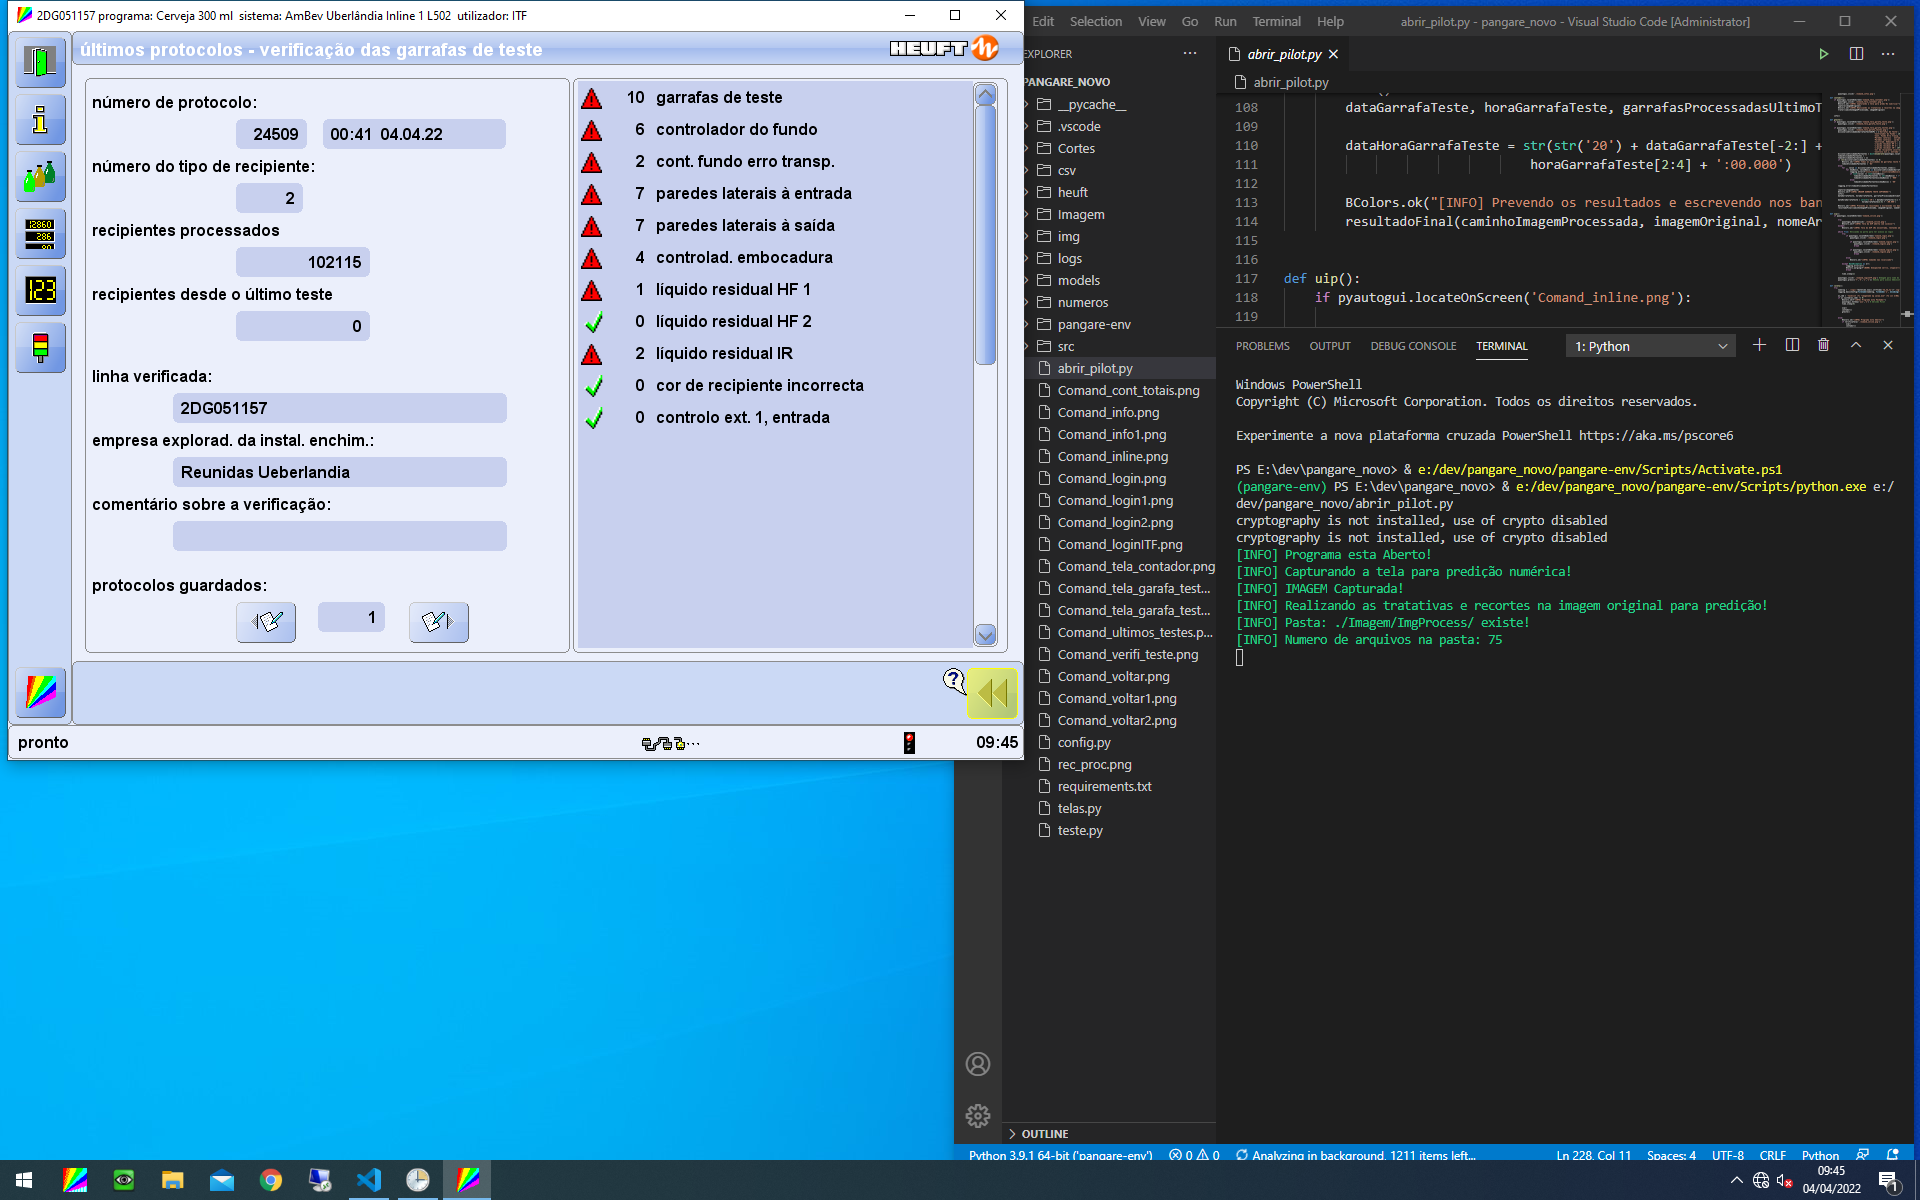 2DG051157 programa: Cerveja 300 ml sistema: AmBev Uberlândia Inline 1 L502 utilizador: ITF
últimos protocolos - verificação das garrafas de teste
HEUFT
número de protocolo:
24509
00:41 04.04.22
número do tipo de recipiente:
2
recipientes processados
102115
recipientes desde o último teste
0
linha verificada:
2DG051157
empresa explorad. da instal. enchim.:
Reunidas Ueberlandia
comentário sobre a verificação:
protocolos guardados:
1
10 garrafas de teste
6 controlador do fundo
2 cont. fundo erro transp.
7 paredes laterais à entrada
7 paredes laterais à saída
4 controlad. embocadura
1 líquido residual HF 1
0 líquido residual HF 2
2 líquido residual IR
0 cor de recipiente incorrecta
0 controlo ext. 1, entrada
12860
286
123
?
pronto
09:45
Edit Selection View Go Run Terminal Help
abrir_pilot.py - pangare_novo - Visual Studio Code [Administrator]
EXPLORER
PANGARE_NOVO
__pycache__
.vscode
Cortes
csv
heuft
Imagem
img
logs
models
numeros
pangare-env
src
abrir_pilot.py
Comand_cont_totais.png
Comand_info.png
Comand_info1.png
Comand_inline.png
Comand_login.png
Comand_login1.png
Comand_login2.png
Comand_loginITF.png
Comand_tela_contador.png
Comand_tela_garafa_test...
Comand_tela_garafa_test...
Comand_ultimos_testes.p...
Comand_verifi_teste.png
Comand_voltar.png
Comand_voltar1.png
Comand_voltar2.png
config.py
rec_proc.png
requirements.txt
telas.py
teste.py
OUTLINE
abrir_pilot.py
abrir_pilot.py
108 dataGarrafaTeste, horaGarrafaTeste, garrafasProcessadasUltimoT
109
110 dataHoraGarrafaTeste = str(str('20') + dataGarrafaTeste[-2:] +
111 horaGarrafaTeste[2:4] + ':00.000')
112
113 BColors.ok("[INFO] Prevendo os resultados e escrevendo nos ban
114 resultadoFinal(caminhoImagemProcessada, imagemOriginal, nomeAr
115
116
117 def uip():
118 if pyautogui.locateOnScreen('Comand_inline.png'):
119
PROBLEMS OUTPUT DEBUG CONSOLE TERMINAL
1: Python
Windows PowerShell
Copyright (C) Microsoft Corporation. Todos os direitos reservados.
Experimente a nova plataforma cruzada PowerShell https://aka.ms/pscore6
PS E:\dev\pangare_novo> & e:/dev/pangare_novo/pangare-env/Scripts/Activate.ps1
(pangare-env) PS E:\dev\pangare_novo> & e:/dev/pangare_novo/pangare-env/Scripts/python.exe e:/
dev/pangare_novo/abrir_pilot.py
cryptography is not installed, use of crypto disabled
cryptography is not installed, use of crypto disabled
[INFO] Programa esta Aberto!
[INFO] Capturando a tela para predição numérica!
[INFO] IMAGEM Capturada!
[INFO] Realizando as tratativas e recortes na imagem original para predição!
[INFO] Pasta: ./Imagem/ImgProcess/ existe!
[INFO] Numero de arquivos na pasta: 75
Python 3.9.1 64-bit ('pangare-env') 0 0 Analyzing in background, 1211 items left... Ln 228, Col 11 Spaces: 4 UTF-8 CRLF Python
09:45
04/04/2022
1